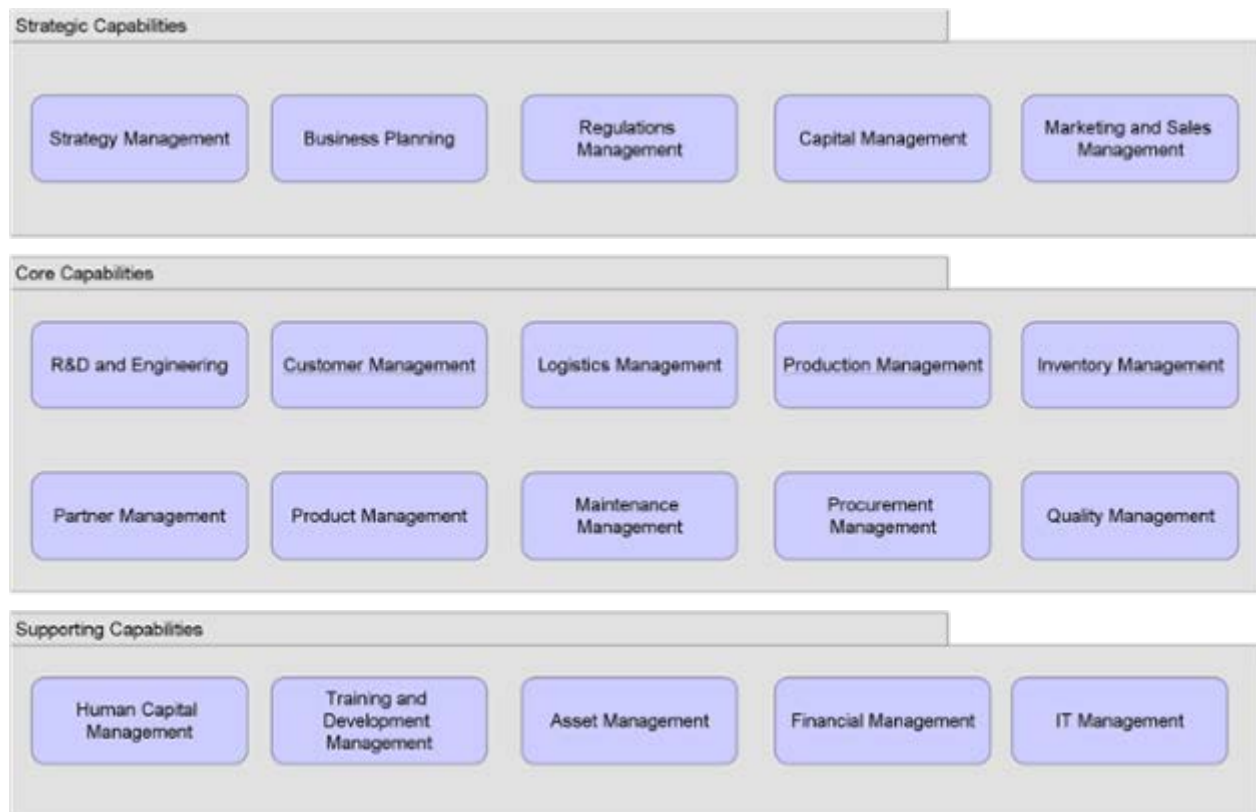 Strategic Capabilities
Strategy Management
Business Planning
Regulations
Management
Capital Management
Marketing and Sales
Management
Core Capabilities
R&D and Engineering
Customer Management
Logistics Management
Production Management
Inventory Management
Partner Management
Product Management
Maintenance
Management
Procurement
Management
Quality Management
Supporting Capabilities
Human Capital
Management
Training and
Development
Management
Asset Management
Financial Management
IT Management